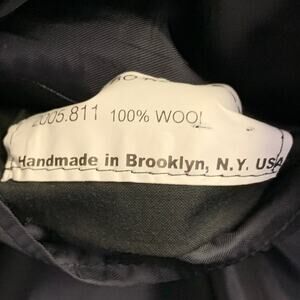 2005.811 100% WOOL
Handmade in Brooklyn, N.Y. USA